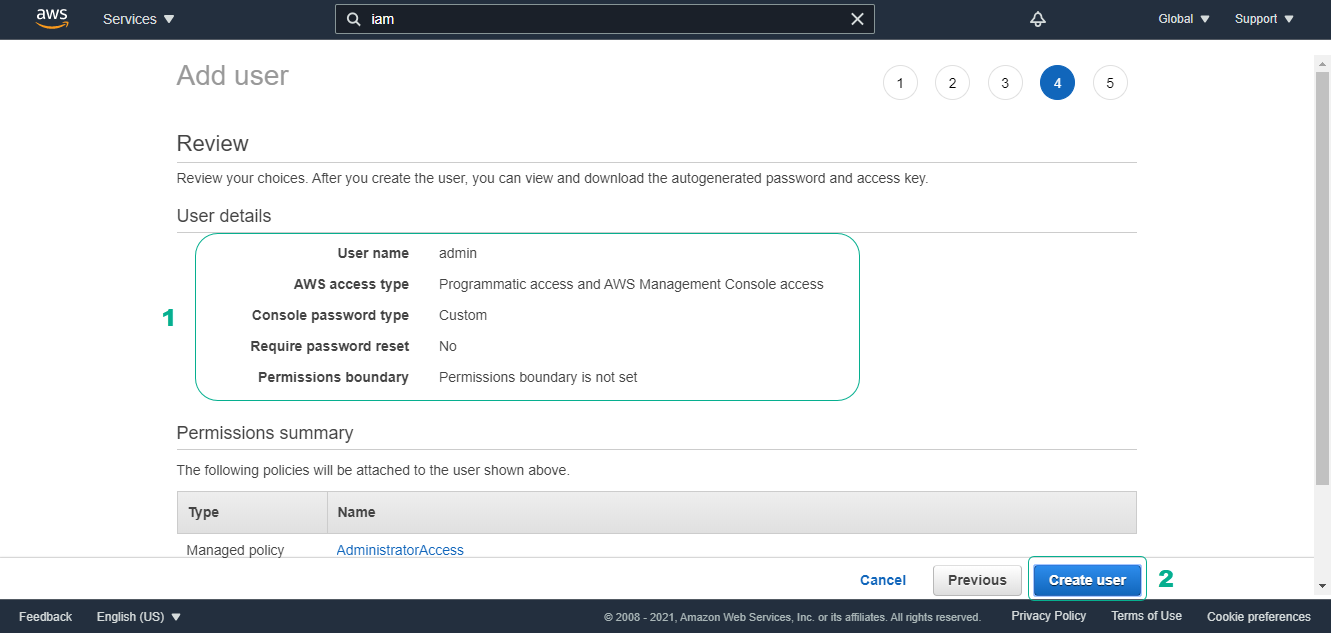 aws Services iam Global Support
Add user 1 2 3 4 5
Review
Review your choices. After you create the user, you can view and download the autogenerated password and access key.
User details
User name admin
AWS access type Programmatic access and AWS Management Console access
1
Console password type Custom
Require password reset No
Permissions boundary Permissions boundary is not set
Permissions summary
The following policies will be attached to the user shown above.
Type Name
Managed policy AdministratorAccess
Cancel Previous Create user 2
Feedback English (US) © 2008 - 2021, Amazon Web Services, Inc. or its affiliates. All rights reserved. Privacy Policy Terms of Use Cookie preferences